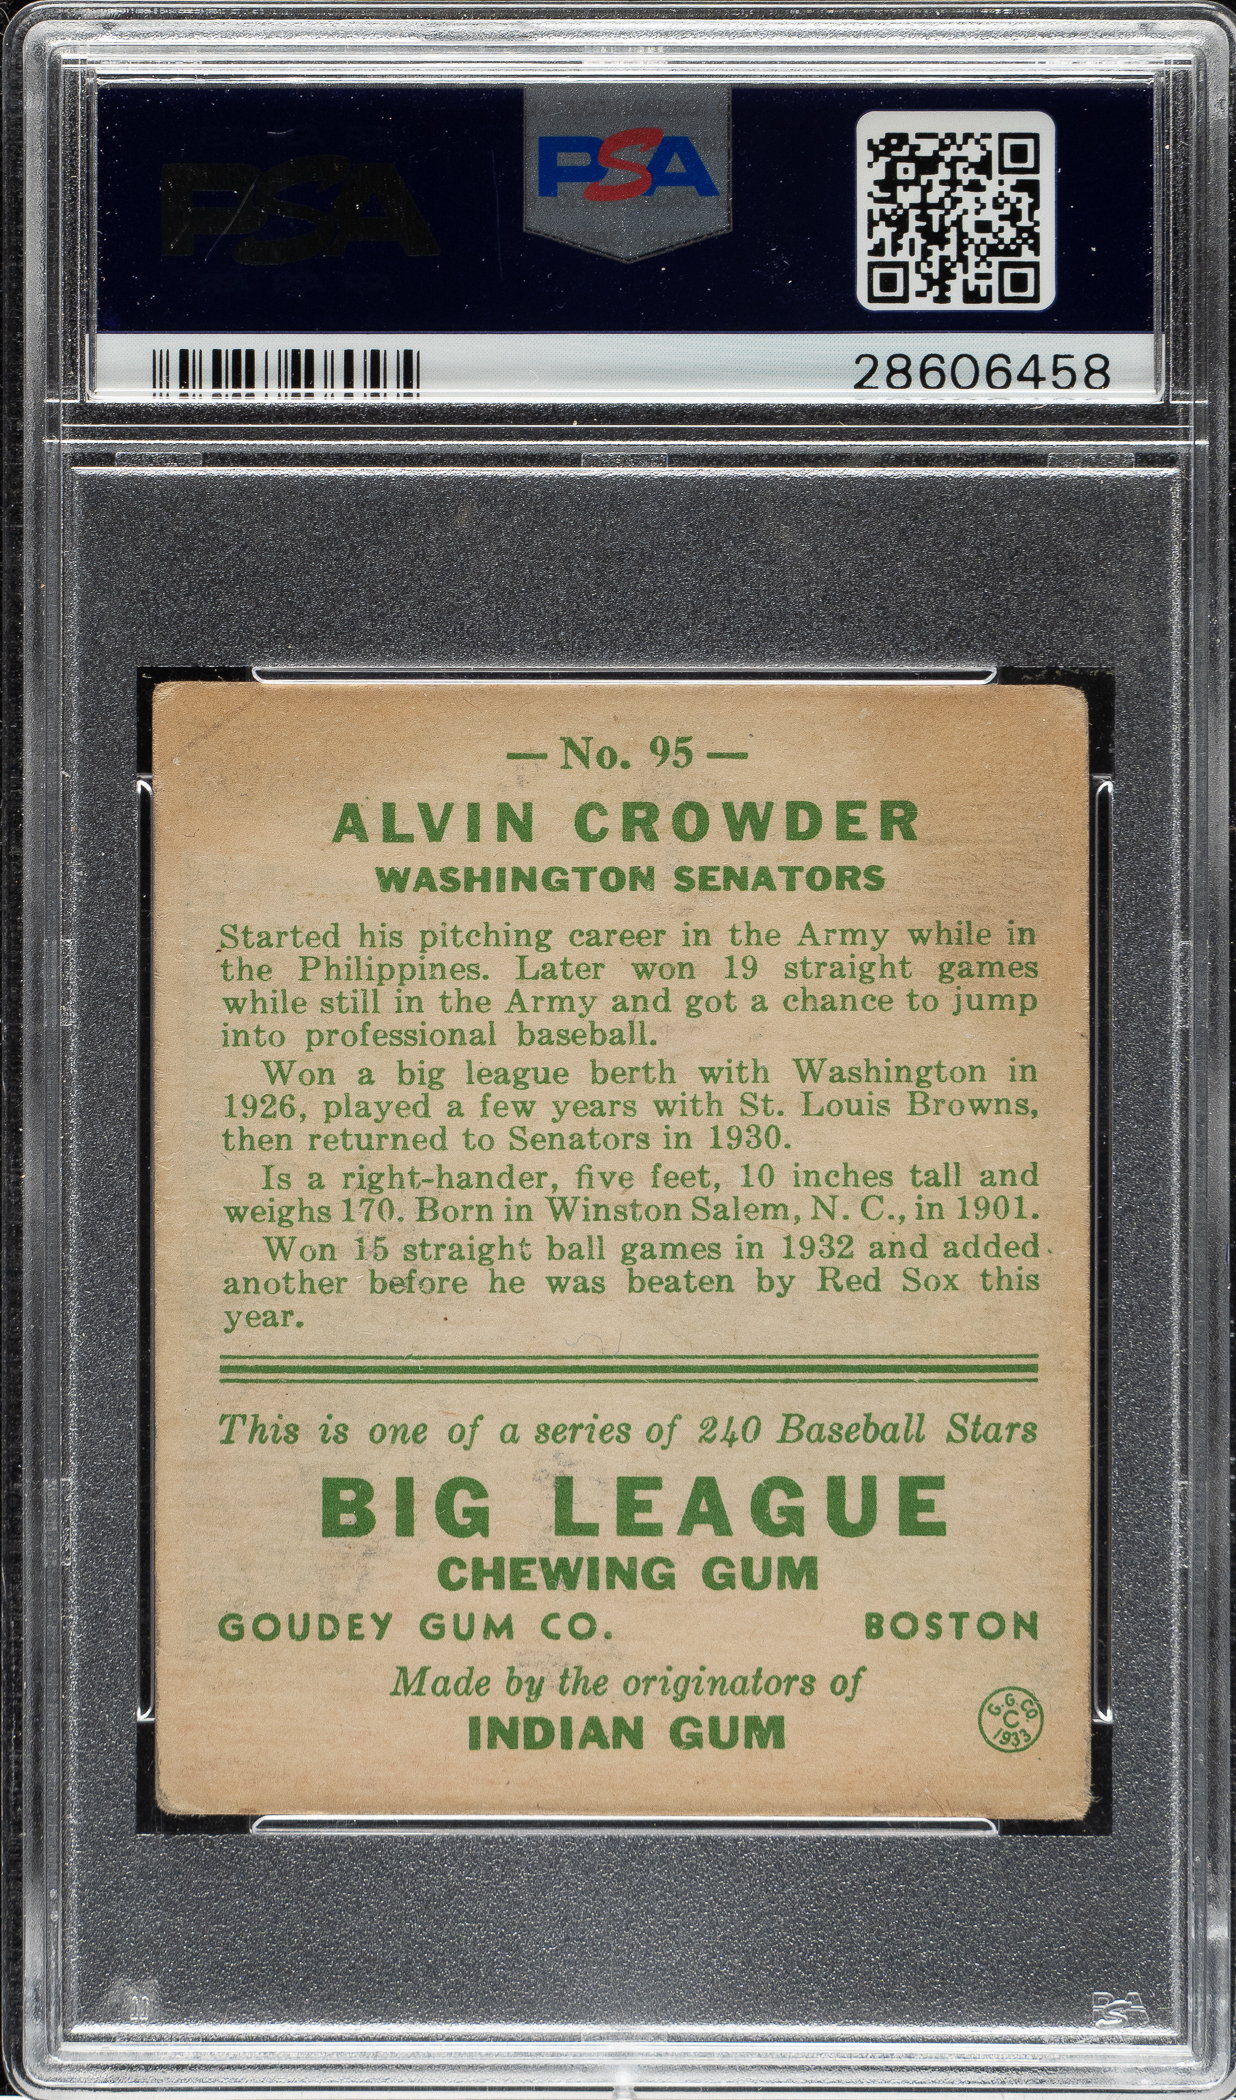 PSA
PSA
28606458
— No. 95 —
ALVIN CROWDER
WASHINGTON SENATORS
Started his pitching career in the Army while in
the Philippines. Later won 19 straight games
while still in the Army and got a chance to jump
into professional baseball.
Won a big league berth with Washington in
1926, played a few years with St. Louis Browns,
then returned to Senators in 1930.
Is a right-hander, five feet, 10 inches tall and
weighs 170. Born in Winston Salem, N. C., in 1901.
Won 15 straight ball games in 1932 and added
another before he was beaten by Red Sox this
year.
This is one of a series of 240 Baseball Stars
BIG LEAGUE
CHEWING GUM
GOUDEY GUM CO. BOSTON
Made by the originators of
INDIAN GUM
G. G. CO.
C
1933
11
PSA